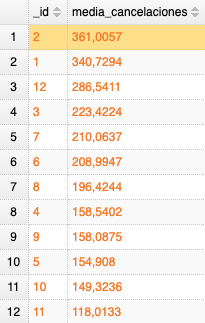 _id media_cancelaciones
1 2 361,0057
2 1 340,7294
3 12 286,5411
4 3 223,4224
5 7 210,0637
6 6 208,9947
7 8 196,4244
8 4 158,5402
9 9 158,0875
10 5 154,908
11 10 149,3236
12 11 118,0133